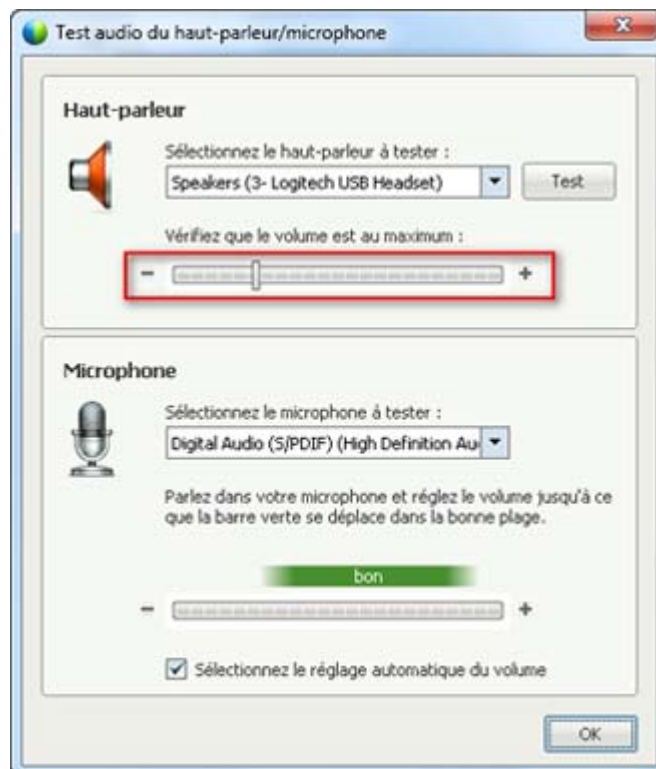 Test audio du haut-parleur/microphone
Haut-parleur
Sélectionnez le haut-parleur à tester :
Speakers (3- Logitech USB Headset)
Test
Vérifiez que le volume est au maximum :
- +
Microphone
Sélectionnez le microphone à tester :
Digital Audio (S/PDIF) (High Definition Au
Parlez dans votre microphone et réglez le volume jusqu'à ce
que la barre verte se déplace dans la bonne plage.
bon
- +
Sélectionnez le réglage automatique du volume
OK